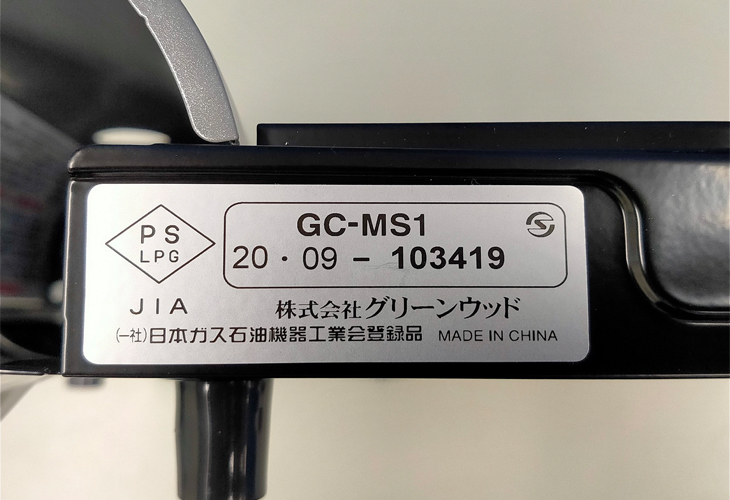 PS
LPG
GC-MS1
20・09 − 103419
JIA
株式会社グリーンウッド
(一社)日本ガス石油機器工業会登録品 MADE IN CHINA